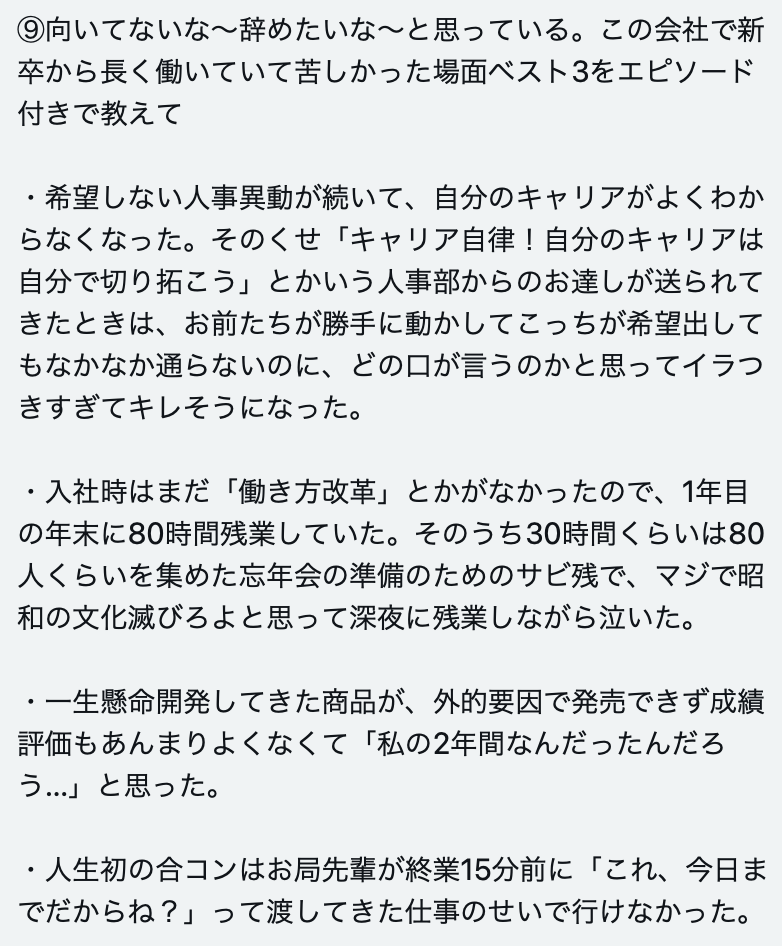 ⑨向いてないな〜辞めたいな〜と思っている。この会社で新
卒から長く働いていて苦しかった場面ベスト3をエピソード
付きで教えて
・希望しない人事異動が続いて、自分のキャリアがよくわか
らなくなった。そのくせ「キャリア自律！自分のキャリアは
自分で切り拓こう」とかいう人事部からのお達しが送られて
きたときは、お前たちが勝手に動かしてこっちが希望出して
もなかなか通らないのに、どの口が言うのかと思ってイラつ
きすぎてキレそうになった。
・入社時はまだ「働き方改革」とかがなかったので、1年目
の年末に80時間残業していた。そのうち30時間くらいは80
人くらいを集めた忘年会の準備のためのサビ残で、マジで昭
和の文化滅びろよと思って深夜に残業しながら泣いた。
・一生懸命開発してきた商品が、外的要因で発売できず成績
評価もあんまりよくなくて「私の2年間なんだったんだろ
う...」と思った。
・人生初の合コンはお局先輩が終業15分前に「これ、今日ま
でだからね？」って渡してきた仕事のせいで行けなかった。